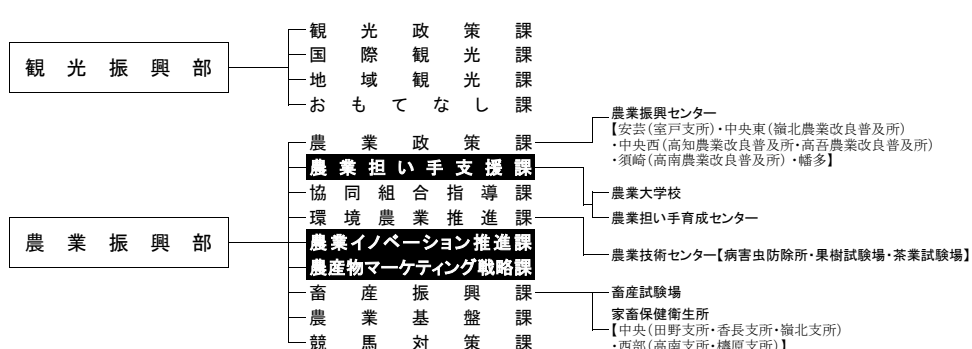 観光振興部
観光政策課
国際観光課
地域観光課
おもてなし課
農業振興部
農業政策課
農業担い手支援課
協同組合指導課
環境農業推進課
農業イノベーション推進課
農産物マーケティング戦略課
畜産振興課
農業基盤課
競馬対策課
農業振興センター
【安芸(室戸支所)・中央東(嶺北農業改良普及所)
・中央西(高知農業改良普及所・高吾農業改良普及所)
・須崎(高南農業改良普及所)・幡多】
農業大学校
農業担い手育成センター
農業技術センター【病害虫防除所・果樹試験場・茶業試験場】
畜産試験場
家畜保健衛生所
【中央(田野支所・香長支所・嶺北支所)
・西部(高南支所・梼原支所)】